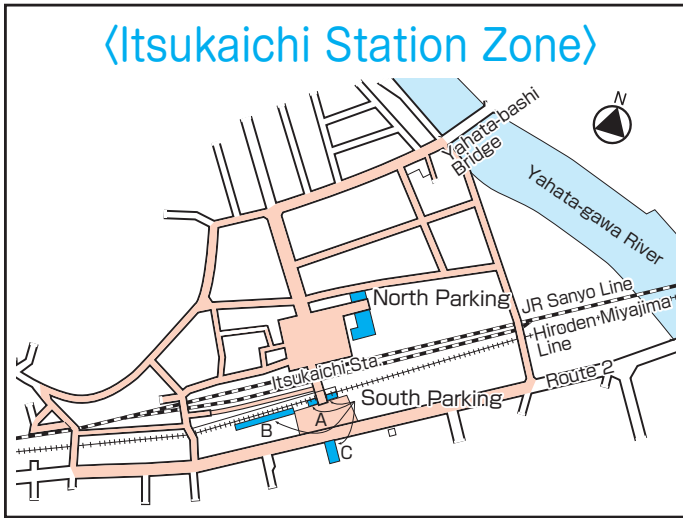 〈Itsukaichi Station Zone〉
N
Yahata-bashi
Bridge
Yahata-gawa River
North Parking
JR Sanyo Line
Hiroden Miyajima
Line
Itsukaichi Sta.
Route 2
South Parking
A
B
C